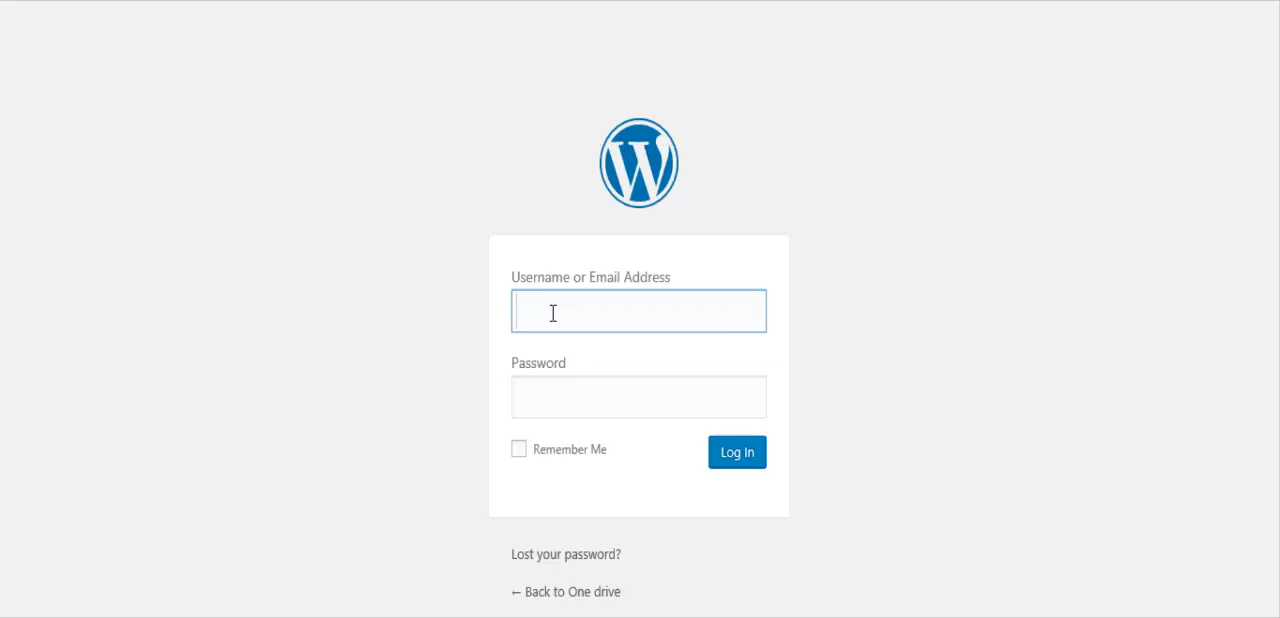 W
Username or Email Address
Password
Remember Me
Log In
Lost your password?
← Back to One drive